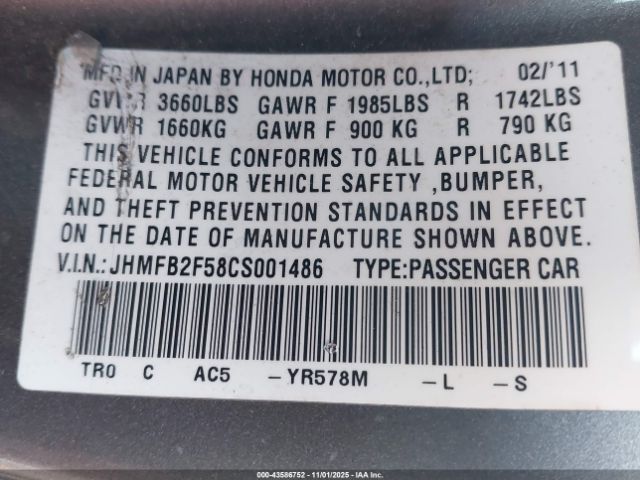 MFD IN JAPAN BY HONDA MOTOR CO.,LTD; 02/'11
GVWR 3660LBS GAWR F 1985LBS R 1742LBS
GVWR 1660KG GAWR F 900 KG R 790 KG
THIS VEHICLE CONFORMS TO ALL APPLICABLE
FEDERAL MOTOR VEHICLE SAFETY ,BUMPER,
AND THEFT PREVENTION STANDARDS IN EFFECT
ON THE DATE OF MANUFACTURE SHOWN ABOVE.
V.I.N.: JHMFB2F58CS001486 TYPE:PASSENGER CAR
TR0 C AC5 -YR578M -L -S
000-43586752 - 11/01/2025 - IAAI, Inc.